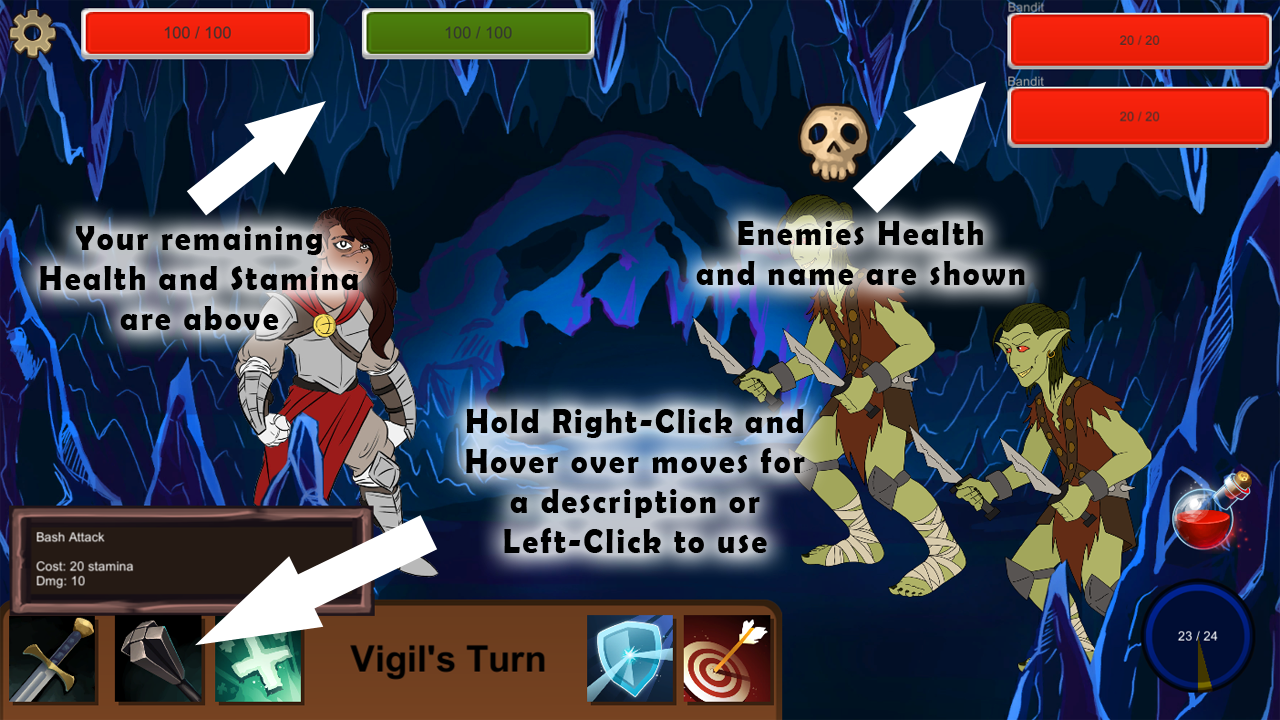 100 / 100
100 / 100
Bandit
20 / 20
Bandit
20 / 20
Your remaining
Health and Stamina
are above
Enemies Health
and name are shown
Hold Right-Click and
Hover over moves for
a description or
Left-Click to use
Bash Attack
Cost: 20 stamina
Dmg: 10
Vigil's Turn
23 / 24